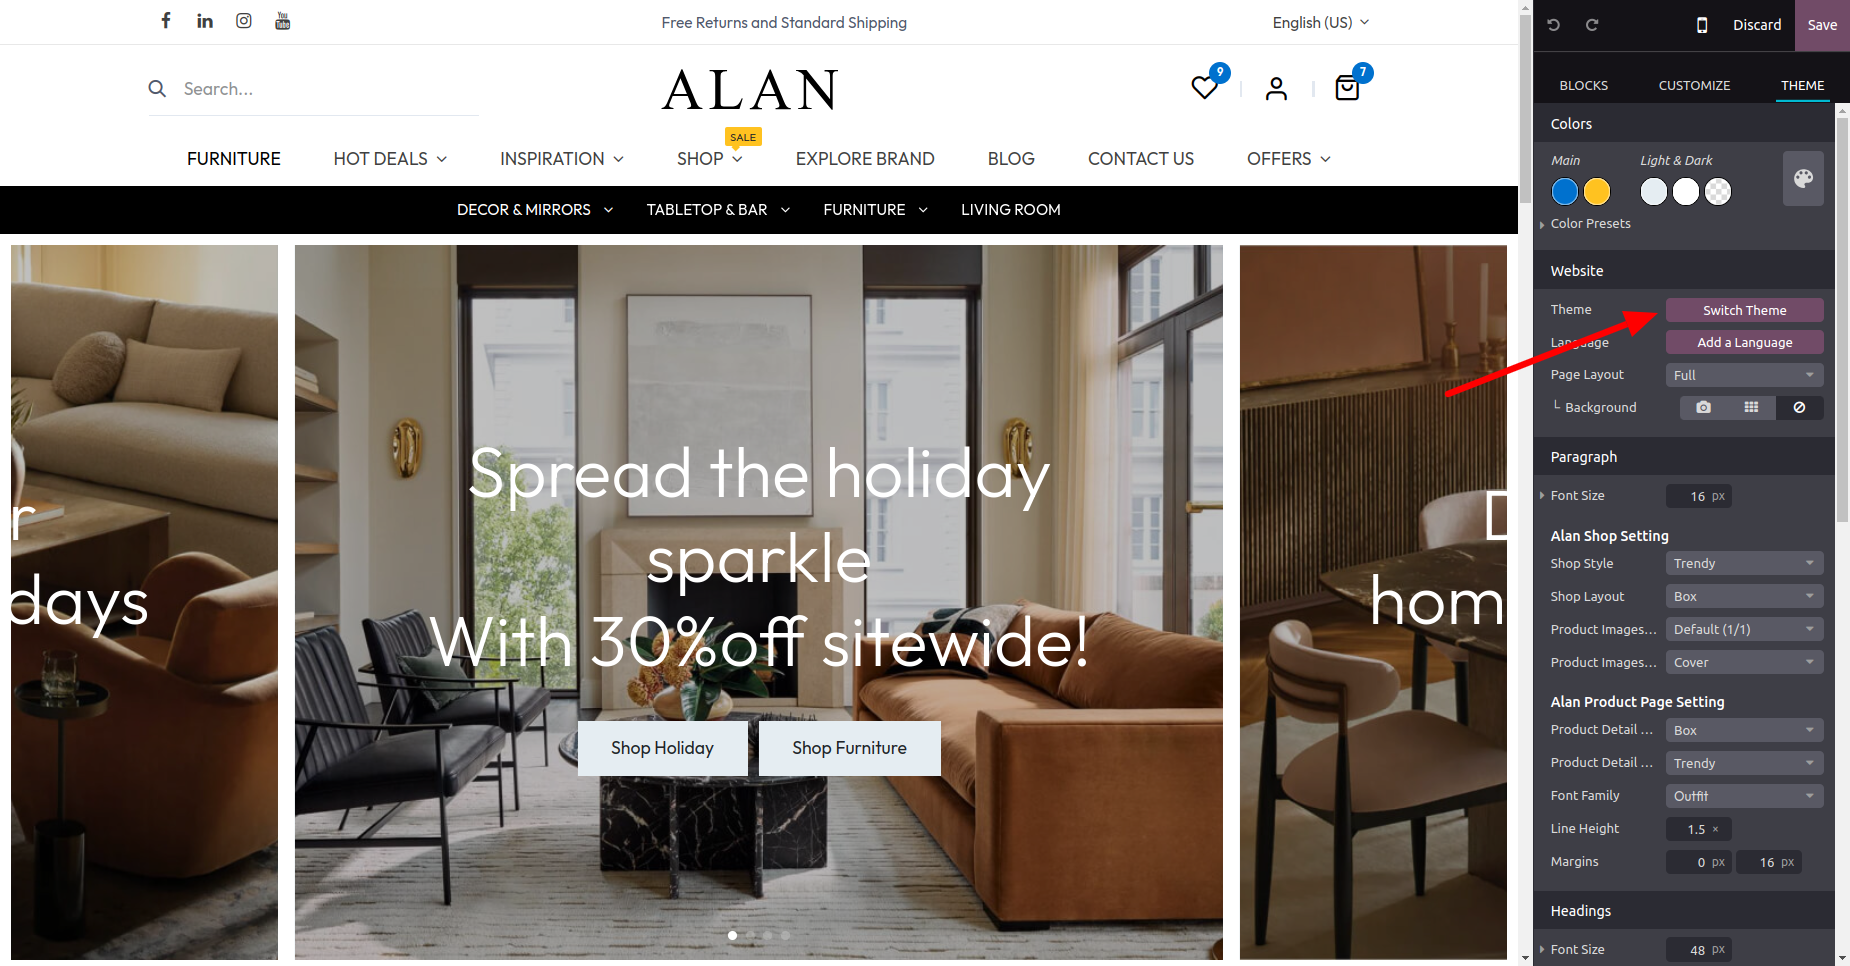 You
Tube
Free Returns and Standard Shipping
English (US)
Search...
ALAN
9
7
SALE
FURNITURE
HOT DEALS
INSPIRATION
SHOP
EXPLORE BRAND
BLOG
CONTACT US
OFFERS
DECOR & MIRRORS
TABLETOP & BAR
FURNITURE
LIVING ROOM
r
days
Spread the holiday
sparkle
With 30%off sitewide!
Shop Holiday
Shop Furniture
D
hom
Discard
Save
BLOCKS
CUSTOMIZE
THEME
Colors
Main
Light & Dark
Color Presets
Website
Theme
Switch Theme
Language
Add a Language
Page Layout
Full
Background
Paragraph
Font Size
16 px
Alan Shop Setting
Shop Style
Trendy
Shop Layout
Box
Product Images...
Default (1/1)
Product Images...
Cover
Alan Product Page Setting
Product Detail ...
Box
Product Detail ...
Trendy
Font Family
Outfit
Line Height
1.5 ×
Margins
0 px
16 px
Headings
Font Size
48 px